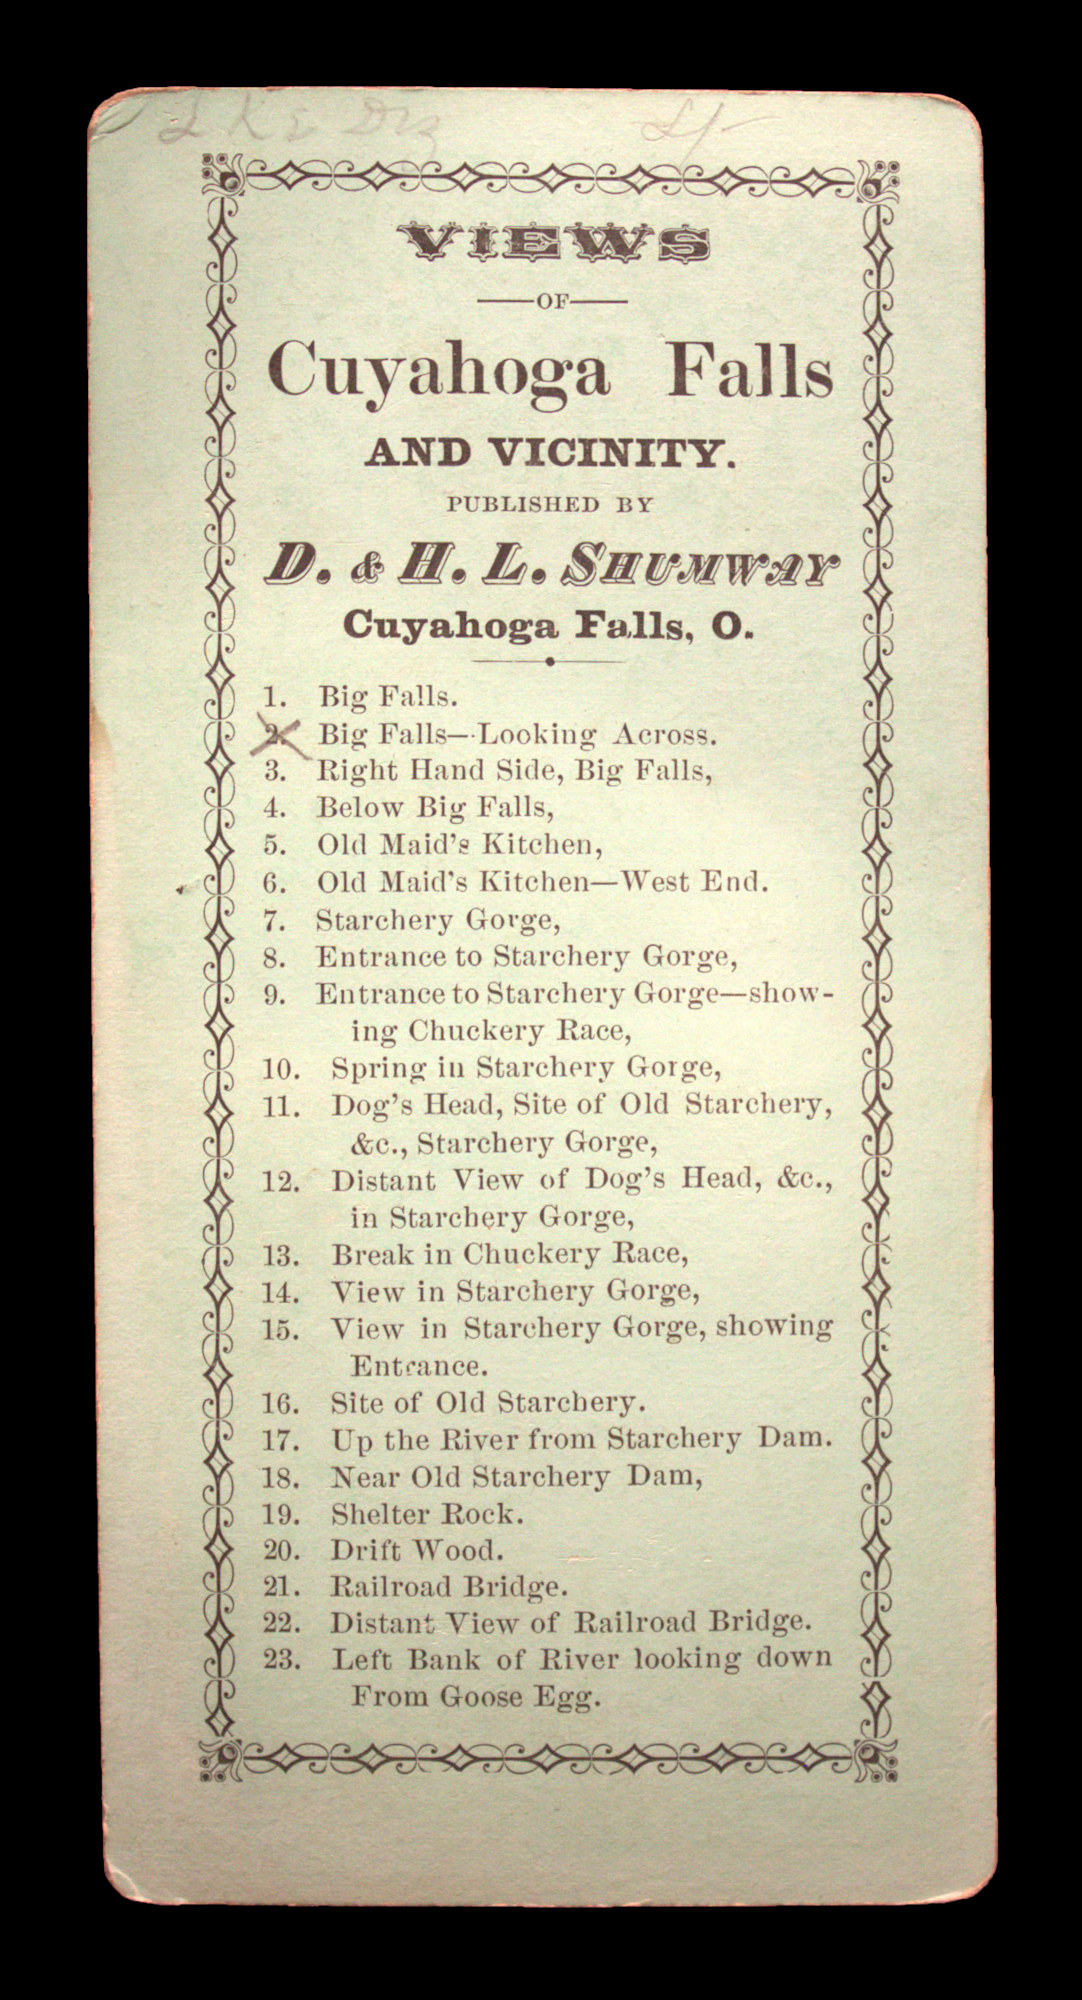 VIEWS
OF
Cuyahoga Falls
AND VICINITY.
PUBLISHED BY
D. & H. L. SHUMWAY
Cuyahoga Falls, O.
1. Big Falls.
2. Big Falls—Looking Across.
3. Right Hand Side, Big Falls,
4. Below Big Falls,
5. Old Maid's Kitchen,
6. Old Maid's Kitchen—West End.
7. Starchery Gorge,
8. Entrance to Starchery Gorge,
9. Entrance to Starchery Gorge—show-
ing Chuckery Race,
10. Spring in Starchery Gorge,
11. Dog's Head, Site of Old Starchery,
&c., Starchery Gorge,
12. Distant View of Dog's Head, &c.,
in Starchery Gorge,
13. Break in Chuckery Race,
14. View in Starchery Gorge,
15. View in Starchery Gorge, showing
Entrance.
16. Site of Old Starchery.
17. Up the River from Starchery Dam.
18. Near Old Starchery Dam,
19. Shelter Rock.
20. Drift Wood.
21. Railroad Bridge.
22. Distant View of Railroad Bridge.
23. Left Bank of River looking down
From Goose Egg.